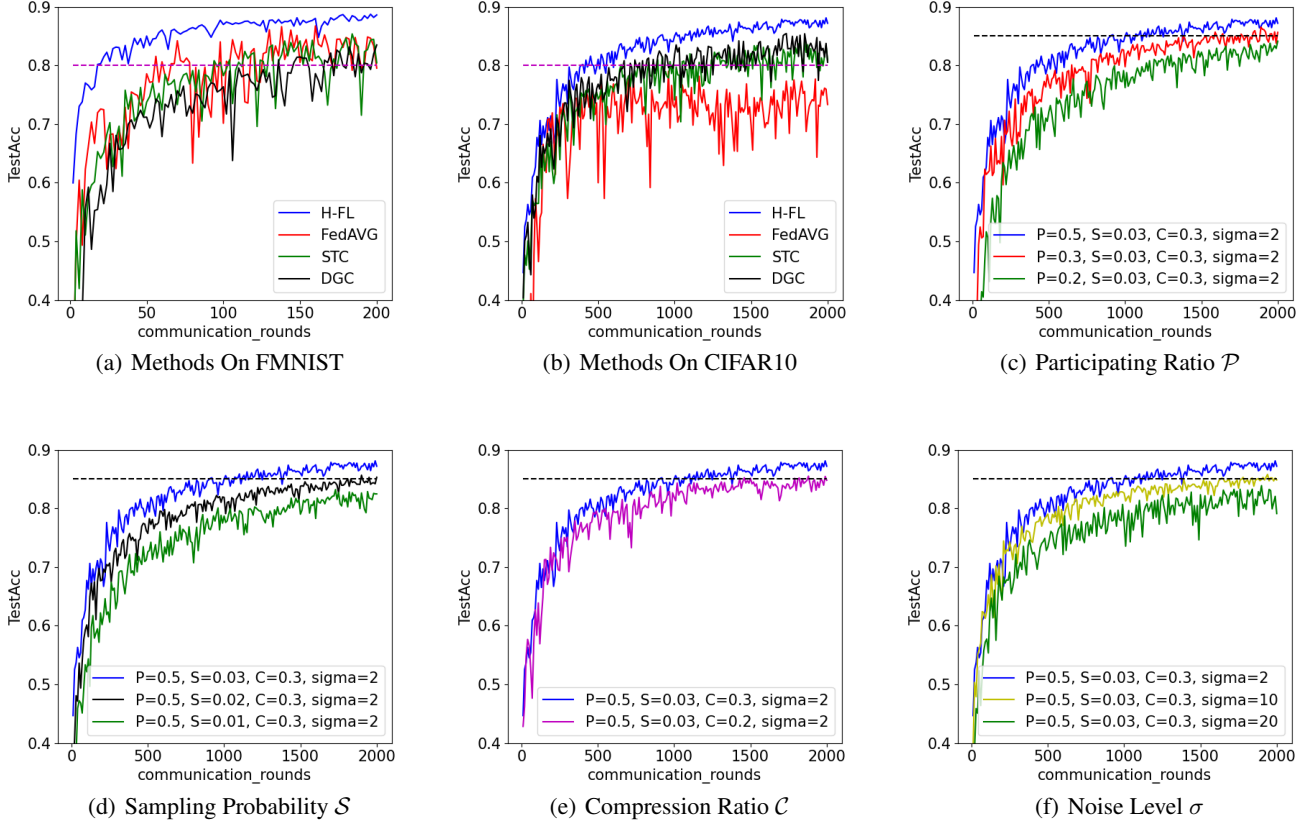 0.9
0.8
0.7
0.6
0.5
0.4
TestAcc
0
50
100
150
200
communication_rounds
H-FL
FedAVG
STC
DGC
(a) Methods On FMNIST
0.9
0.8
0.7
0.6
0.5
0.4
TestAcc
0
500
1000
1500
2000
communication_rounds
H-FL
FedAVG
STC
DGC
(b) Methods On CIFAR10
0.9
0.8
0.7
0.6
0.5
0.4
TestAcc
0
500
1000
1500
2000
communication_rounds
P=0.5, S=0.03, C=0.3, sigma=2
P=0.3, S=0.03, C=0.3, sigma=2
P=0.2, S=0.03, C=0.3, sigma=2
(c) Participating Ratio 𝒫
0.9
0.8
0.7
0.6
0.5
0.4
TestAcc
0
500
1000
1500
2000
communication_rounds
P=0.5, S=0.03, C=0.3, sigma=2
P=0.5, S=0.02, C=0.3, sigma=2
P=0.5, S=0.01, C=0.3, sigma=2
(d) Sampling Probability 𝒮
0.9
0.8
0.7
0.6
0.5
0.4
TestAcc
0
500
1000
1500
2000
communication_rounds
P=0.5, S=0.03, C=0.3, sigma=2
P=0.5, S=0.03, C=0.2, sigma=2
(e) Compression Ratio 𝒞
0.9
0.8
0.7
0.6
0.5
0.4
TestAcc
0
500
1000
1500
2000
communication_rounds
P=0.5, S=0.03, C=0.3, sigma=2
P=0.5, S=0.03, C=0.3, sigma=10
P=0.5, S=0.03, C=0.3, sigma=20
(f) Noise Level σ